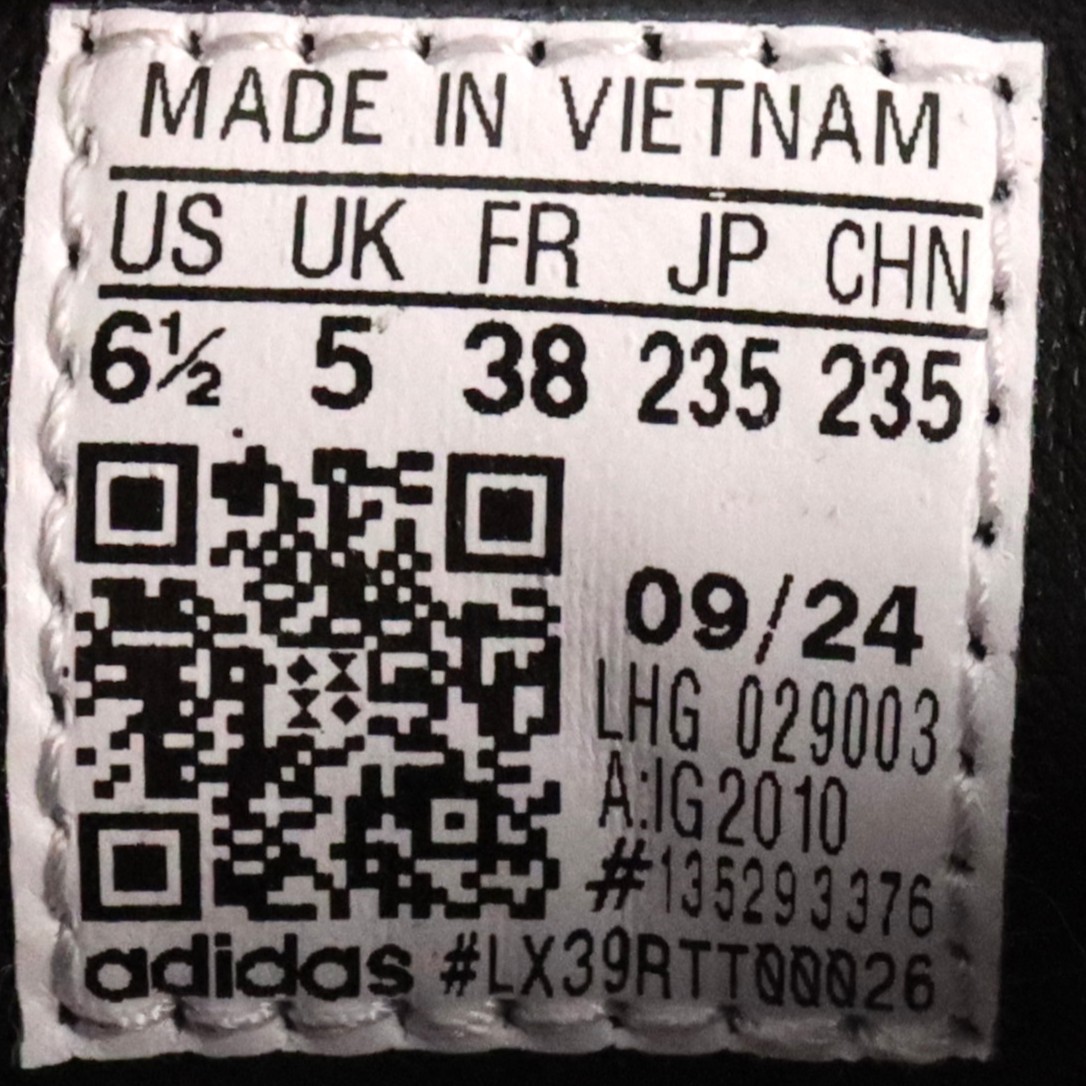 MADE IN VIETNAM
US UK FR JP CHN
6½ 5 38 235 235
09/24
LHG 029003
A:IG2010
#135293376
adidas #LX39RTT00026